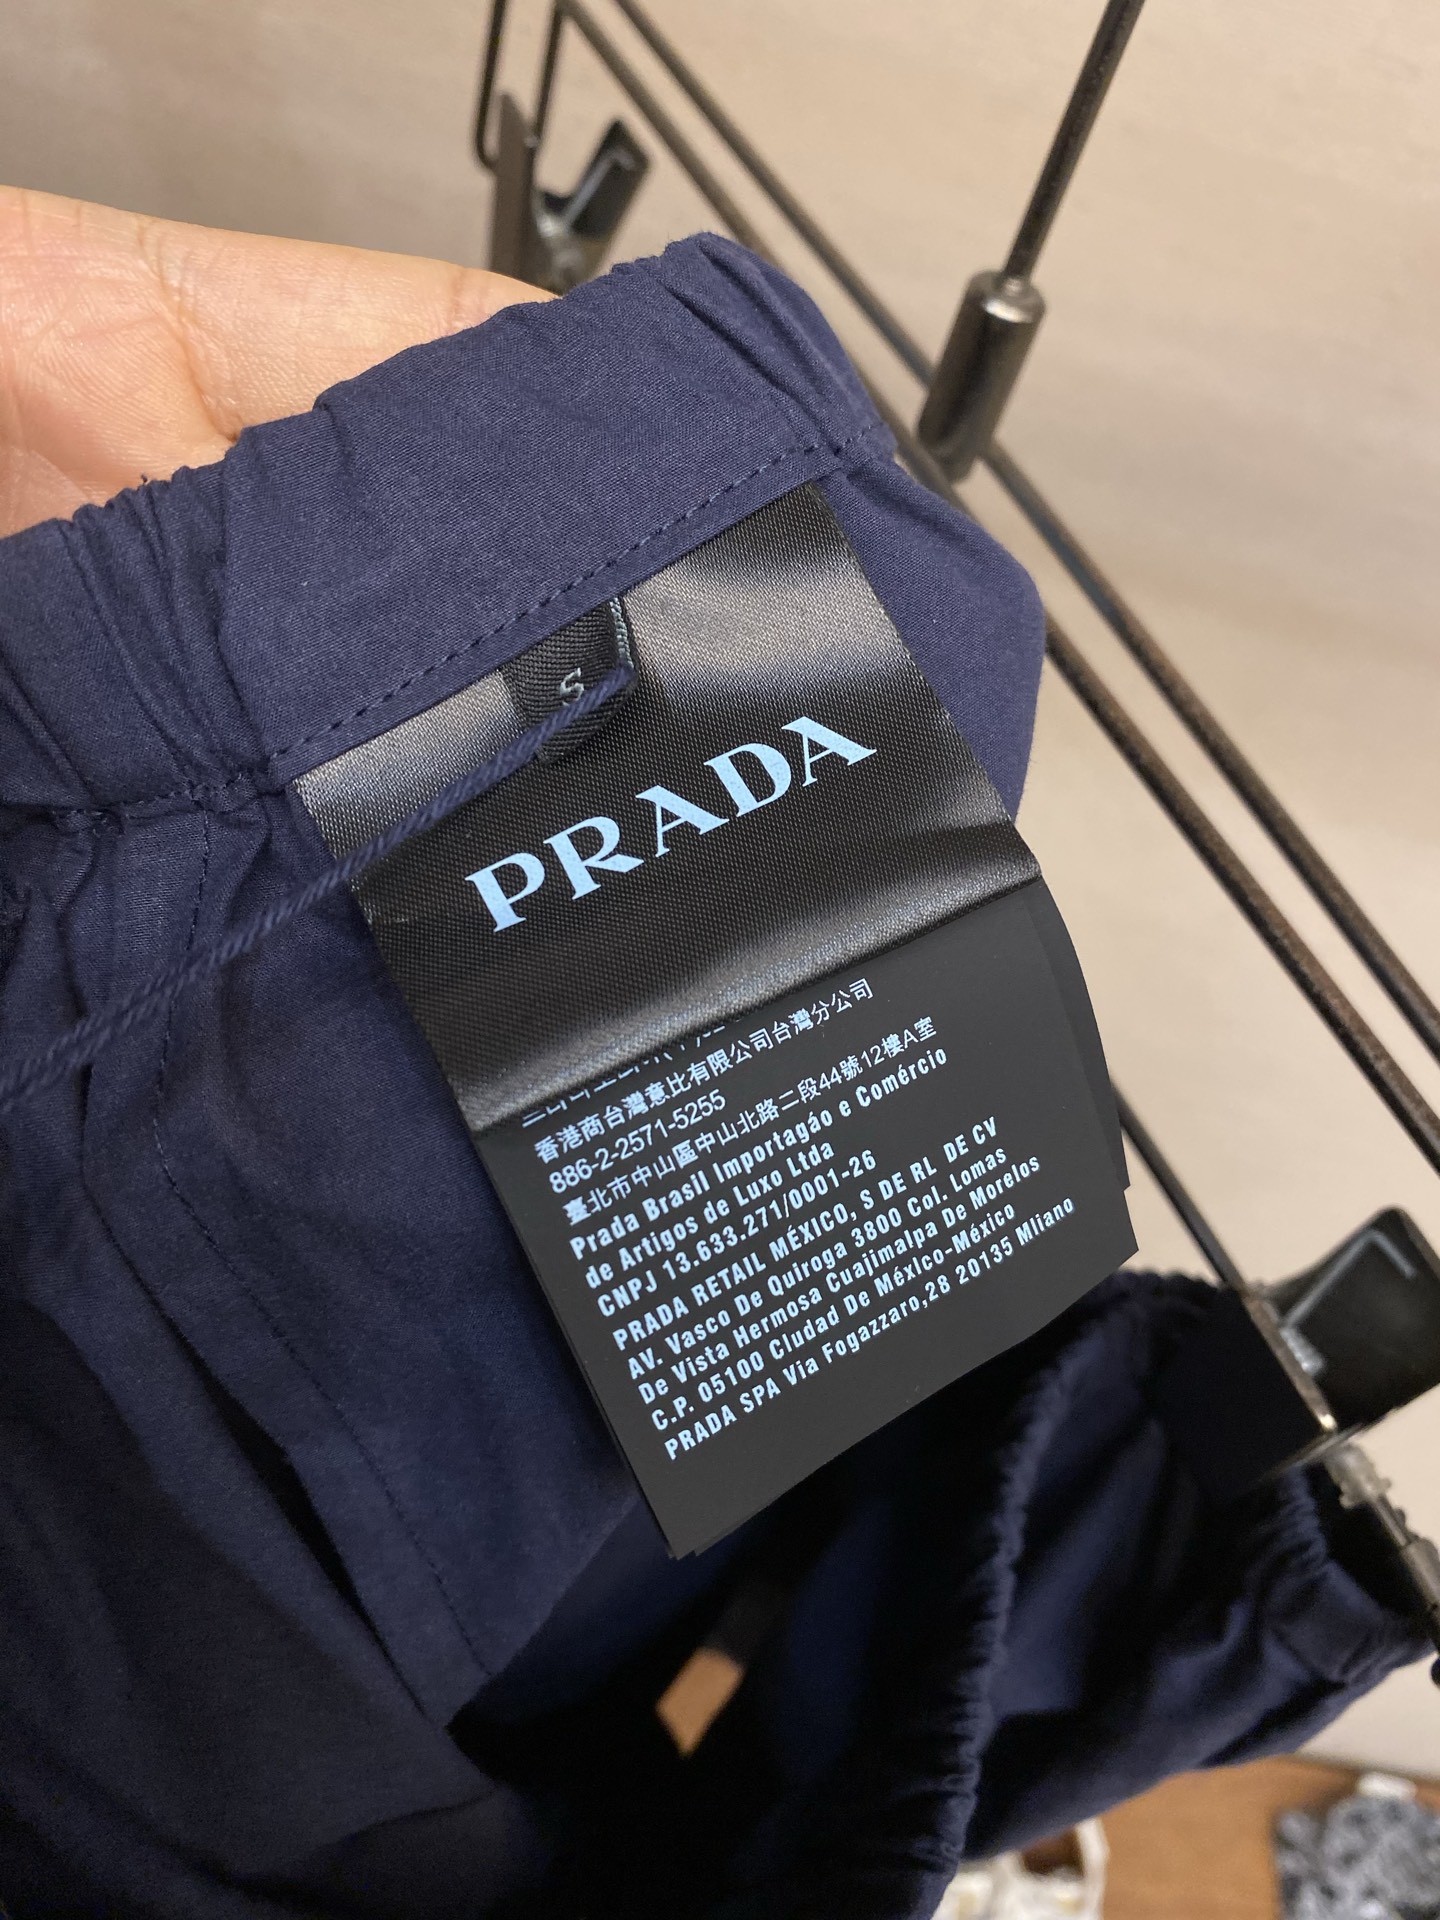 S
PRADA
香港商台灣意比有限公司台灣分公司
886-2-2571-5255
臺北市中山區中山北路二段44號12樓A室
Prada Brasil Importagáo e Comércio
de Artigos de Luxo Ltda
CNPJ 13.633.271/0001-26
PRADA RETAIL MÉXICO, S DE RL DE CV
AV. Vasco De Quiroga 3800 Col. Lomas
De Vista Hermosa Cuajimalpa De Morelos
C.P. 05100 Cludad De MéxIco-México
PRADA SPA Via Fogazzaro,28 20135 Mliano